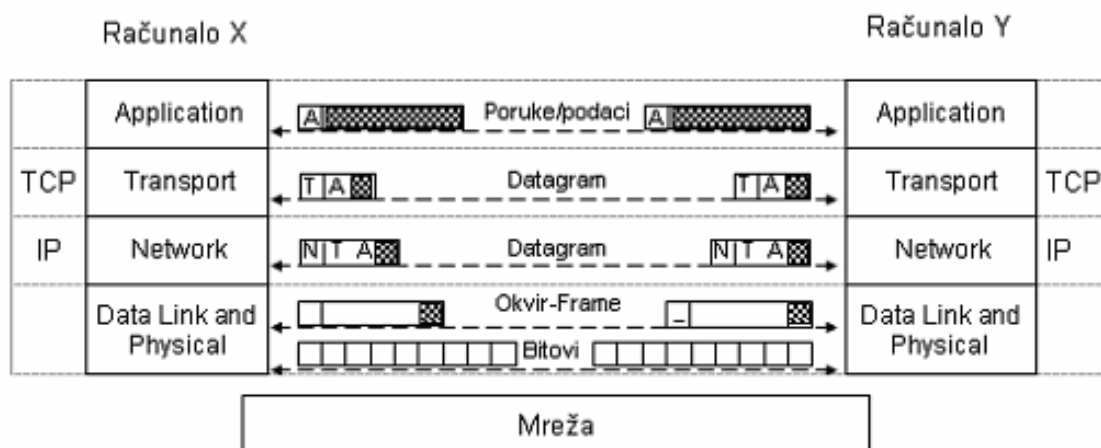 Računalo X
Računalo Y
Application
A
Poruke/podaci
A
Application
TCP
Transport
T A
Datagram
T A
Transport
TCP
IP
Network
N T A
Datagram
N T A
Network
IP
Data Link and
Physical
Okvir-Frame
Bitovi
Data Link and
Physical
Mreža